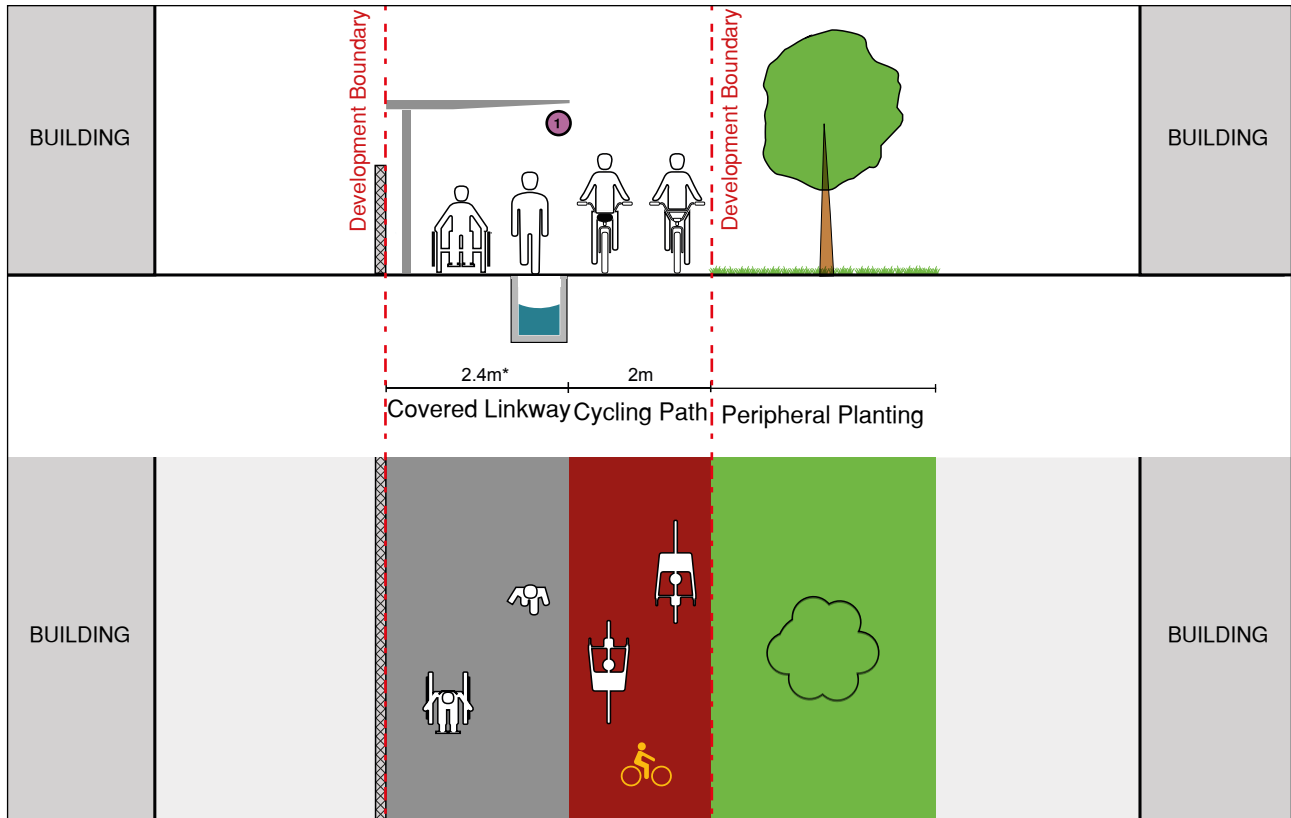 BUILDING
Development Boundary
1
Development Boundary
BUILDING
2.4m*
2m
Covered Linkway
Cycling Path
Peripheral Planting
BUILDING
BUILDING